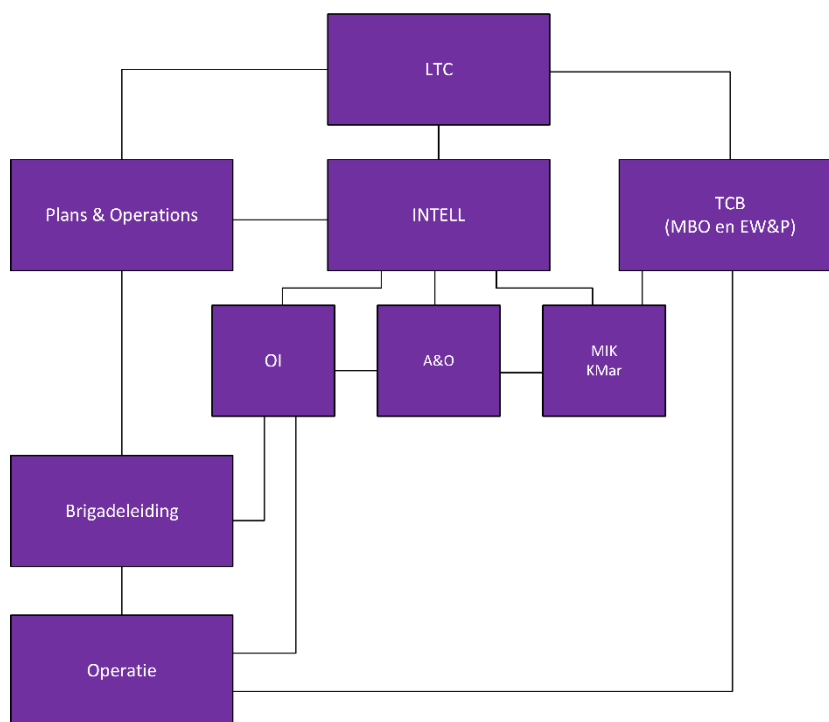 LTC
Plans & Operations
INTELL
TCB
(MBO en EW&P)
OI
A&O
MIK
KMar
Brigadeleiding
Operatie